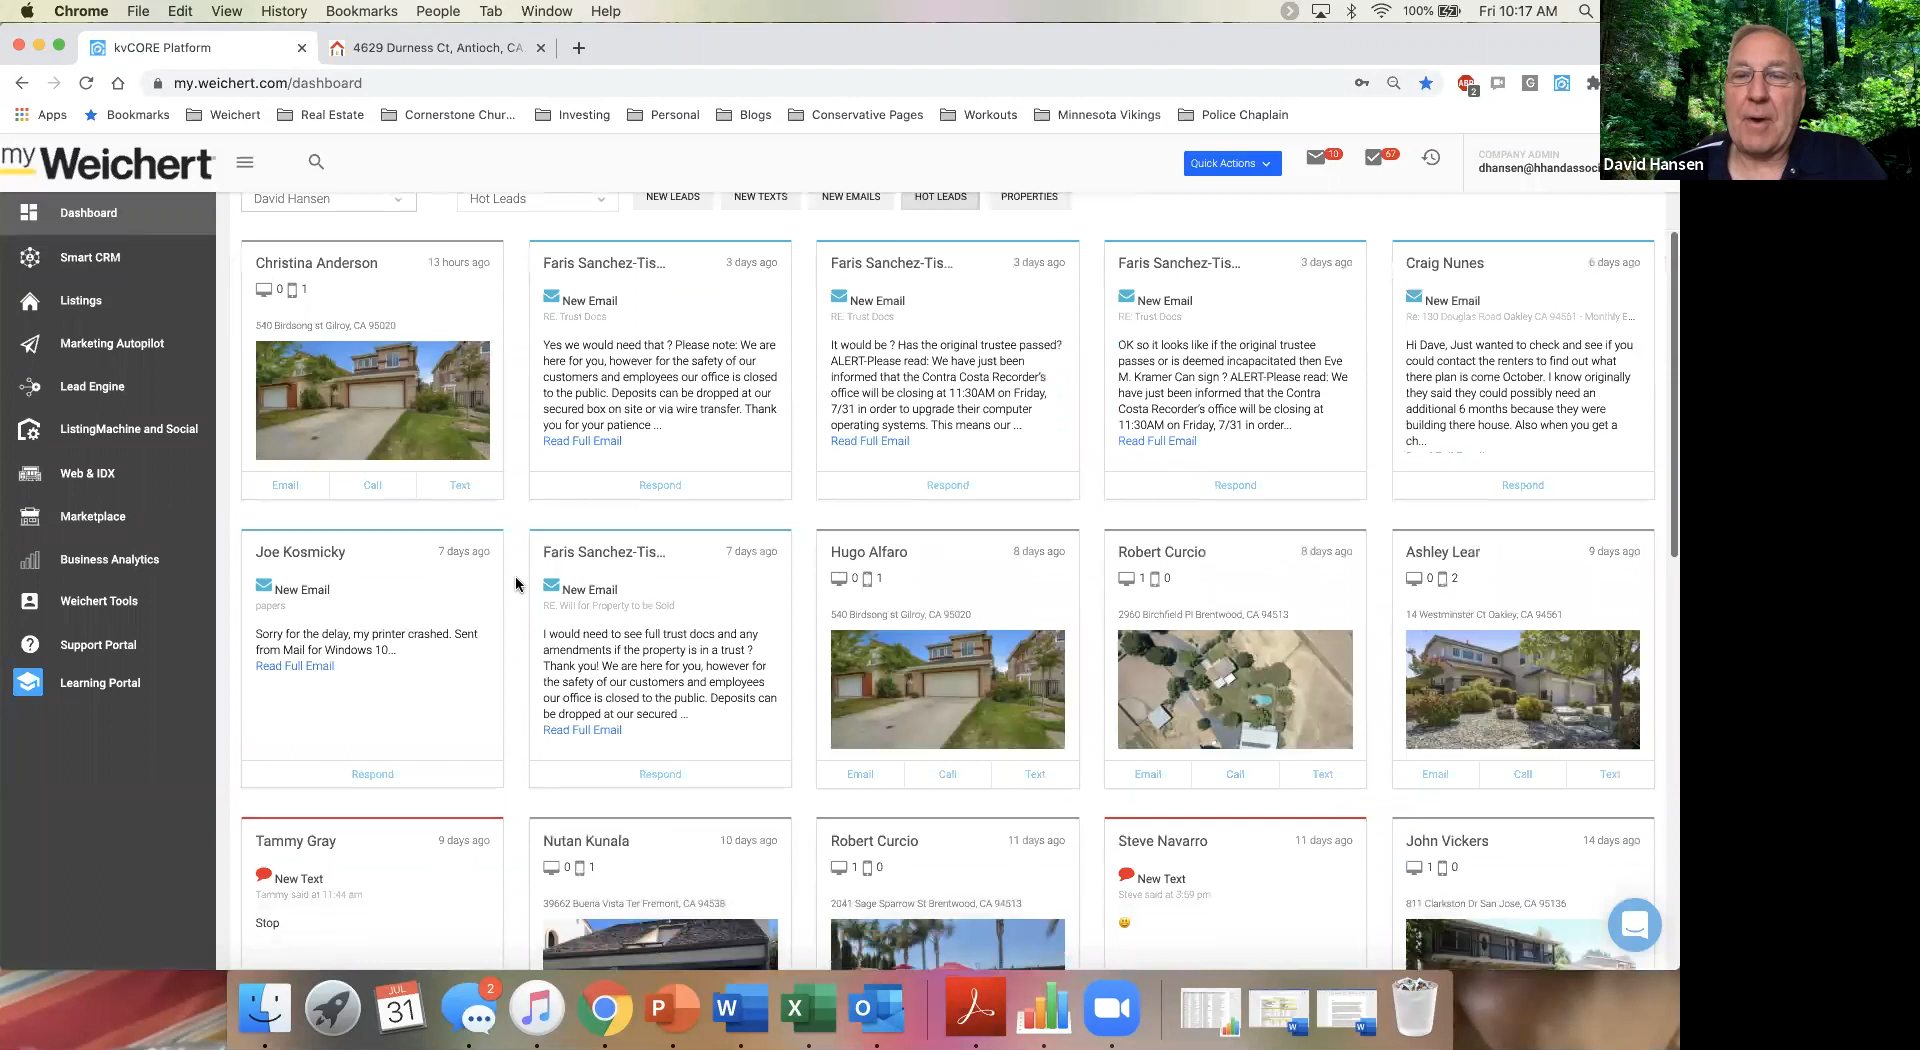 Chrome File Edit View History Bookmarks People Tab Window Help 100% Fri 10:17 AM
kvCORE Platform
4629 Durness Ct, Antioch, CA
my.weichert.com/dashboard
ABP 2
Apps Bookmarks Weichert Real Estate Cornerstone Chur... Investing Personal Blogs Conservative Pages Workouts Minnesota Vikings Police Chaplain
David Hansen
my Weichert
Quick Actions
10
67
COMPANY ADMIN
dhansen@hhandassoci
Dashboard
Smart CRM
Listings
Marketing Autopilot
Lead Engine
ListingMachine and Social
Web & IDX
Marketplace
Business Analytics
Weichert Tools
Support Portal
Learning Portal
David Hansen
Hot Leads
NEW LEADS NEW TEXTS NEW EMAILS HOT LEADS PROPERTIES
Christina Anderson 13 hours ago
0 1
540 Birdsong st Gilroy, CA 95020
Email Call Text
Faris Sanchez-Tis... 3 days ago
New Email
RE: Trust Docs
Yes we would need that ? Please note: We are
here for you, however for the safety of our
customers and employees our office is closed
to the public. Deposits can be dropped at our
secured box on site or via wire transfer. Thank
you for your patience ...
Read Full Email
Respond
Faris Sanchez-Tis... 3 days ago
New Email
RE: Trust Docs
It would be ? Has the original trustee passed?
ALERT-Please read: We have just been
informed that the Contra Costa Recorder's
office will be closing at 11:30AM on Friday,
7/31 in order to upgrade their computer
operating systems. This means our ...
Read Full Email
Respond
Faris Sanchez-Tis... 3 days ago
New Email
RE: Trust Docs
OK so it looks like if the original trustee
passes or is deemed incapacitated then Eve
M. Kramer Can sign ? ALERT-Please read: We
have just been informed that the Contra
Costa Recorder's office will be closing at
11:30AM on Friday, 7/31 in order...
Read Full Email
Respond
Craig Nunes 6 days ago
New Email
Re: 130 Douglas Road Oakley CA 94561 - Monthly E...
Hi Dave, Just wanted to check and see if you
could contact the renters to find out what
there plan is come October. I know originally
they said they could possibly need an
additional 6 months because they were
building there house. Also when you get a
ch...
Respond
Joe Kosmicky 7 days ago
New Email
papers
Sorry for the delay, my printer crashed. Sent
from Mail for Windows 10...
Read Full Email
Respond
Faris Sanchez-Tis... 7 days ago
New Email
RE: Will for Property to be Sold
I would need to see full trust docs and any
amendments if the property is in a trust ?
Thank you! We are here for you, however for
the safety of our customers and employees
our office is closed to the public. Deposits can
be dropped at our secured ...
Read Full Email
Respond
Hugo Alfaro 8 days ago
0 1
540 Birdsong st Gilroy, CA 95020
Email Call Text
Robert Curcio 8 days ago
1 0
2960 Birchfield Pl Brentwood, CA 94513
Email Call Text
Ashley Lear 9 days ago
0 2
14 Westminster Ct Oakley, CA 94561
Email Call Text
Tammy Gray 9 days ago
New Text
Tammy said at 11:44 am
Stop
Nutan Kunala 10 days ago
0 1
39662 Buena Vista Ter Fremont, CA 94538
Robert Curcio 11 days ago
1 0
2041 Sage Sparrow St Brentwood, CA 94513
Steve Navarro 11 days ago
New Text
Steve said at 3:59 pm
John Vickers 14 days ago
1 0
811 Clarkston Dr San Jose, CA 95136
JUL
31
2
P W X O